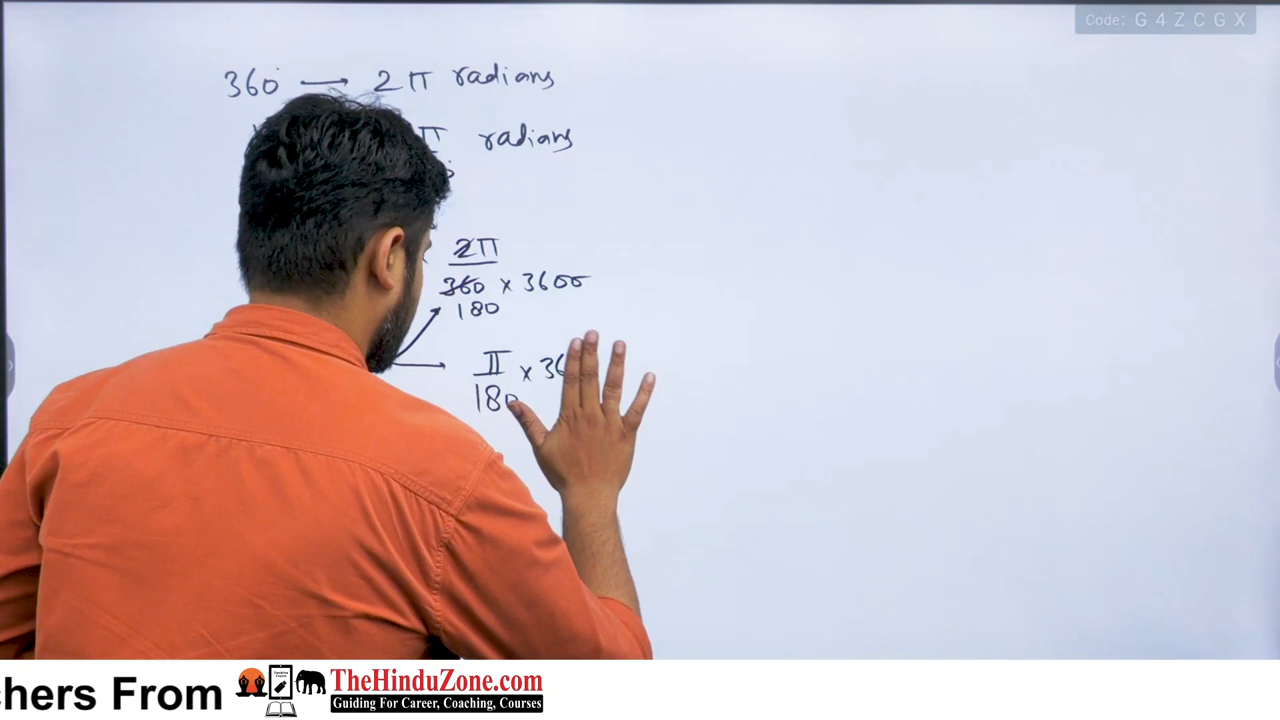 Code: G 4 Z C G X
360° → 2π radians
π radians
2π
360 × 3600
180
π × 36
180
chers From
TheHinduZone.com
Guiding For Career, Coaching, Courses